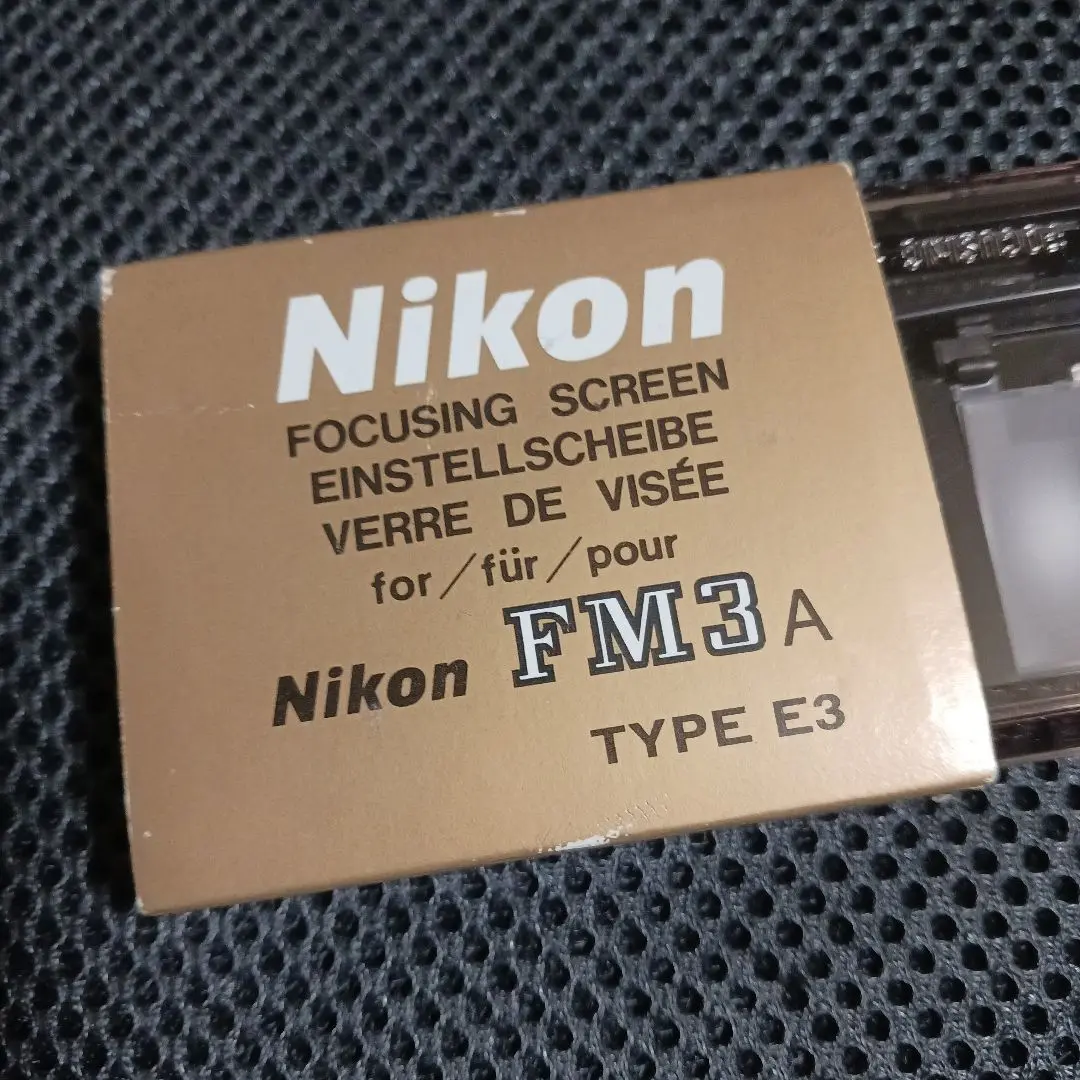 Nikon
FOCUSING SCREEN
EINSTELLSCHEIBE
VERRE DE VISÉE
for/für/pour
Nikon FM3A
TYPE E3